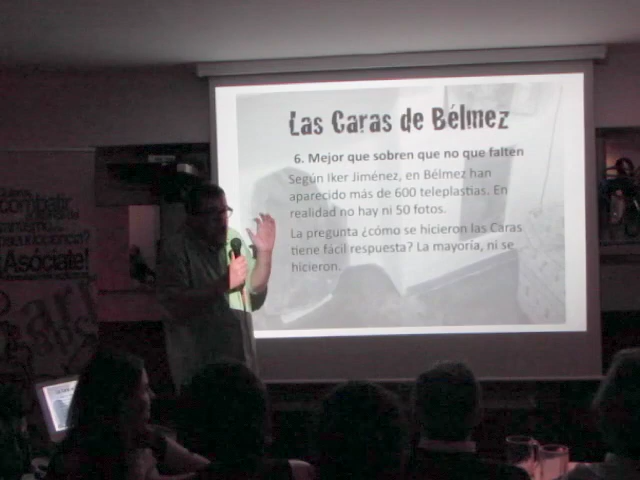 Las Caras de Bélmez
6. Mejor que sobren que no que falten
Según Iker Jiménez, en Bélmez han
aparecido más de 600 teleplastias. En
realidad no hay ni 50 fotos.
La pregunta ¿cómo se hicieron las Caras
tiene fácil respuesta? La mayoría, ni se
hicieron.
combatir
¡Asóciate!